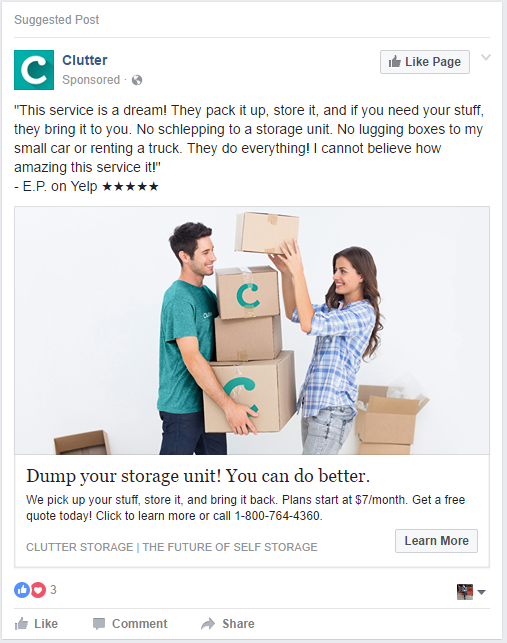 Suggested Post
Clutter
Like Page
Sponsored ·
"This service is a dream! They pack it up, store it, and if you need your stuff,
they bring it to you. No schlepping to a storage unit. No lugging boxes to my
small car or renting a truck. They do everything! I cannot believe how
amazing this service it!"
- E.P. on Yelp ★★★★★
Dump your storage unit! You can do better.
We pick up your stuff, store it, and bring it back. Plans start at $7/month. Get a free
quote today! Click to learn more or call 1-800-764-4360.
CLUTTER STORAGE | THE FUTURE OF SELF STORAGE
Learn More
3
Like
Comment
Share